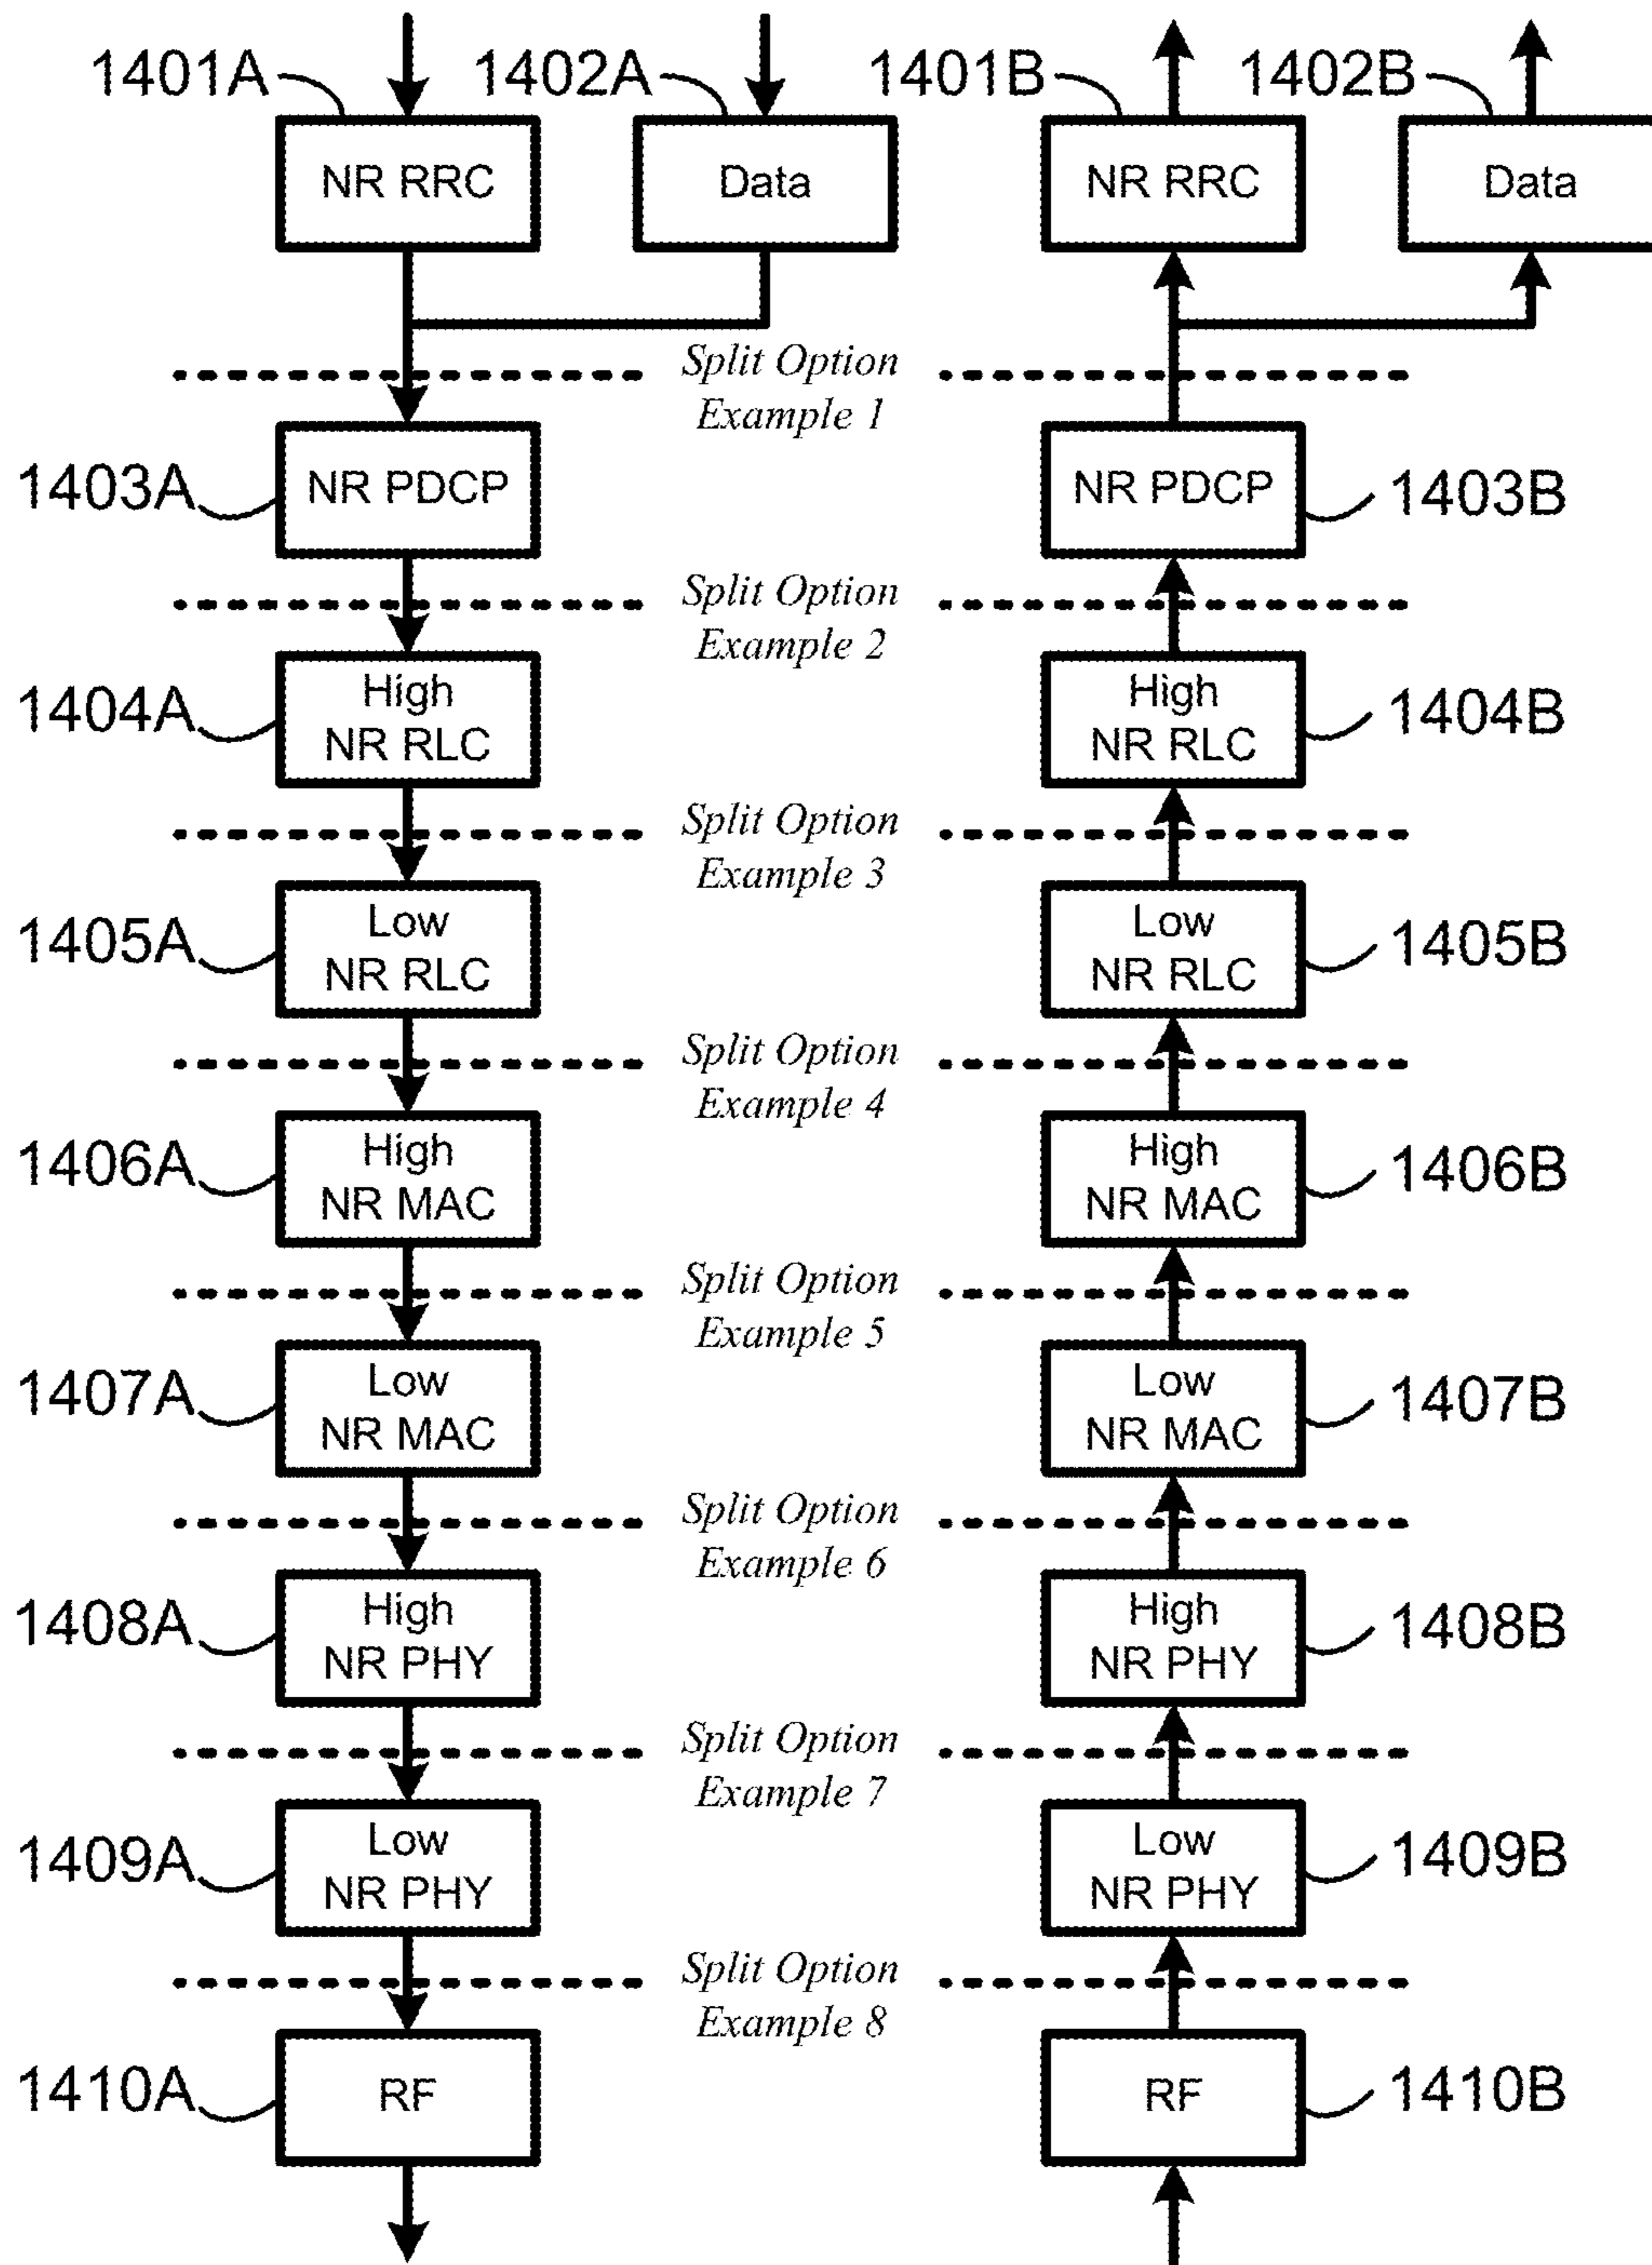 1401A 1402A 1401B 1402B
NR RRC Data NR RRC Data
Split Option
Example 1
1403A NR PDCP NR PDCP 1403B
Split Option
Example 2
1404A High NR RLC High NR RLC 1404B
Split Option
Example 3
1405A Low NR RLC Low NR RLC 1405B
Split Option
Example 4
1406A High NR MAC High NR MAC 1406B
Split Option
Example 5
1407A Low NR MAC Low NR MAC 1407B
Split Option
Example 6
1408A High NR PHY High NR PHY 1408B
Split Option
Example 7
1409A Low NR PHY Low NR PHY 1409B
Split Option
Example 8
1410A RF RF 1410B